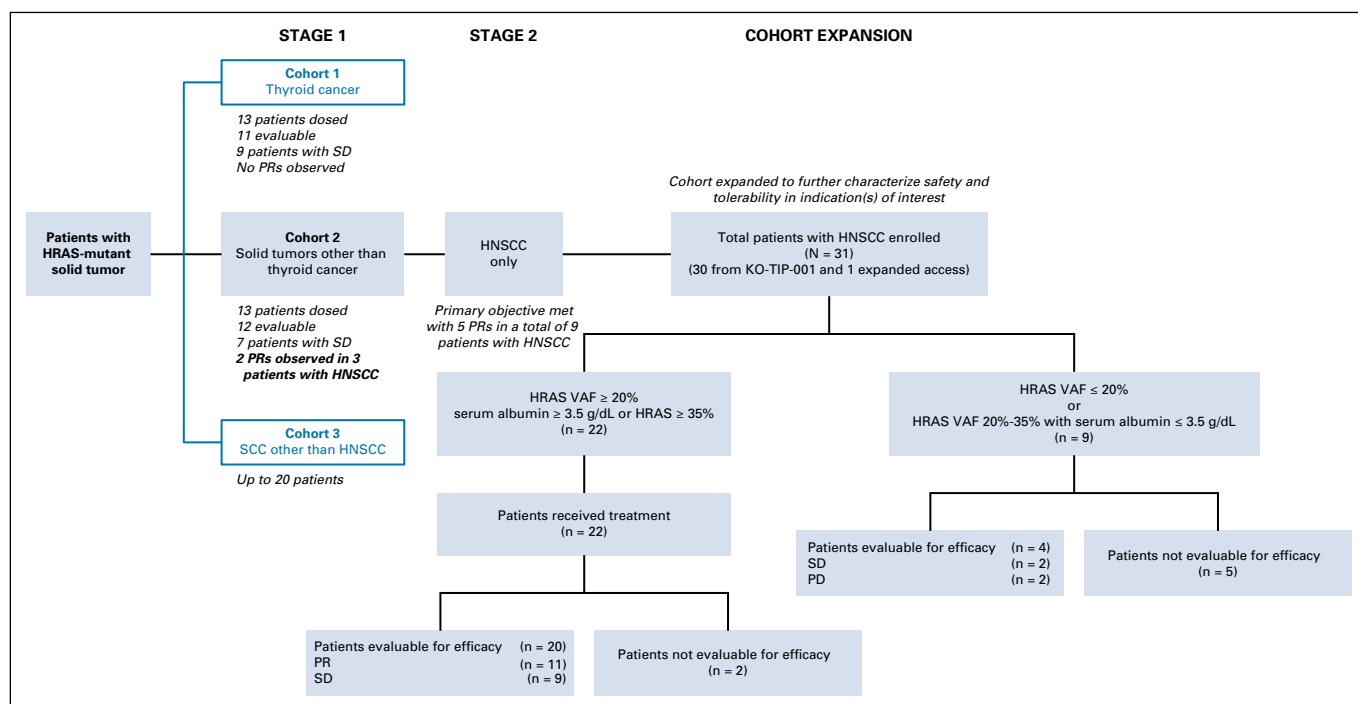 STAGE 1
STAGE 2
COHORT EXPANSION
Cohort 1
Thyroid cancer
13 patients dosed
11 evaluable
9 patients with SD
No PRs observed
Patients with
HRAS-mutant
solid tumor
Cohort 2
Solid tumors other than
thyroid cancer
13 patients dosed
12 evaluable
7 patients with SD
2 PRs observed in 3
patients with HNSCC
Cohort 3
SCC other than HNSCC
Up to 20 patients
HNSCC
only
Primary objective met
with 5 PRs in a total of 9
patients with HNSCC
Cohort expanded to further characterize safety and
tolerability in indication(s) of interest
Total patients with HNSCC enrolled
(N = 31)
(30 from KO-TIP-001 and 1 expanded access)
HRAS VAF ≥ 20%
serum albumin ≥ 3.5 g/dL or HRAS ≥ 35%
(n = 22)
Patients received treatment
(n = 22)
Patients evaluable for efficacy (n = 20)
PR (n = 11)
SD (n = 9)
Patients not evaluable for efficacy
(n = 2)
HRAS VAF ≤ 20%
or
HRAS VAF 20%-35% with serum albumin ≤ 3.5 g/dL
(n = 9)
Patients evaluable for efficacy (n = 4)
SD (n = 2)
PD (n = 2)
Patients not evaluable for efficacy
(n = 5)